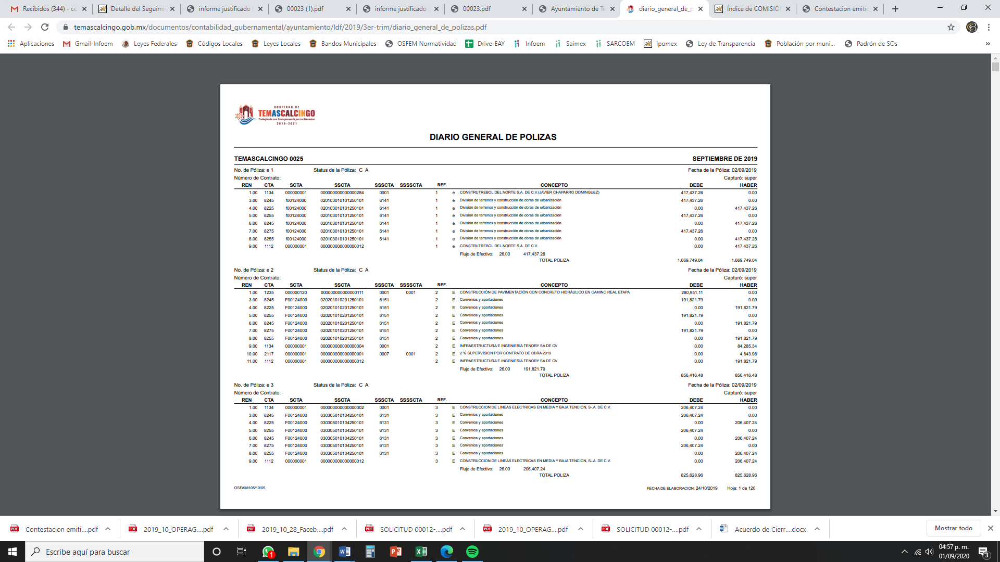 Recibidos (344) - ce
Detalle del Seguimi
informe justificado
00023 (1).pdf
informe justificado
00023.pdf
Ayuntamiento de Te
diario_general_de_p
Índice de COMISIO
Contestacion emitic
temascalcingo.gob.mx/documentos/contabilidad_gubernamental/ayuntamiento/ldf/2019/3er-trim/diario_general_de_polizas.pdf
Aplicaciones Gmail-Infoem Leyes Federales Códigos Locales Leyes Locales Bandos Municipales OSFEM Normatividad Drive-EAY Infoem Saimex SARCOEM Ipomex Ley de Transparencia Población por muni... Padrón de SOs »
GOBIERNO DE
TEMASCALCINGO
Trabajando con Transparencia por tu Bienestar
2019-2021
DIARIO GENERAL DE POLIZAS
TEMASCALCINGO 0025 SEPTIEMBRE DE 2019
No. de Póliza: e 1 Status de la Póliza: C A Fecha de la Póliza: 02/09/2019
Número de Contrato: Capturó: super
REN CTA SCTA SSCTA SSSCTA SSSSCTA REF. CONCEPTO DEBE HABER
1.00 1134 000000001 000000000000000284 0001 1 e CONSTRUTREBOL DEL NORTE S.A. DE C.V.(JAVIER CHAPARRO DOMINGUEZ) 417,437.26 0.00
3.00 8245 f00124000 020103010101250101 6141 1 e División de terrenos y construcción de obras de urbanización 417,437.26 0.00
4.00 8225 f00124000 020103010101250101 6141 1 e División de terrenos y construcción de obras de urbanización 0.00 417,437.26
5.00 8255 f00124000 020103010101250101 6141 1 e División de terrenos y construcción de obras de urbanización 417,437.26 0.00
6.00 8245 f00124000 020103010101250101 6141 1 e División de terrenos y construcción de obras de urbanización 0.00 417,437.26
7.00 8275 f00124000 020103010101250101 6141 1 e División de terrenos y construcción de obras de urbanización 417,437.26 0.00
8.00 8255 f00124000 020103010101250101 6141 1 e División de terrenos y construcción de obras de urbanización 0.00 417,437.26
9.00 1112 000000001 000000000000000012 1 e CONSTRUTREBOL DEL NORTE S.A. DE C.V. 0.00 417,437.26
Flujo de Efectivo: 26.00 417,437.26
TOTAL POLIZA 1,669,749.04 1,669,749.04
No. de Póliza: e 2 Status de la Póliza: C A Fecha de la Póliza: 02/09/2019
Número de Contrato: Capturó: super
REN CTA SCTA SSCTA SSSCTA SSSSCTA REF. CONCEPTO DEBE HABER
1.00 1235 000000120 000000000000000111 0001 0001 2 E CONSTRUCCIÓN DE PAVIMENTACIÓN CON CONCRETO HIDRÁULICO EN CAMINO REAL ETAPA 280,951.11 0.00
3.00 8245 F00124000 020201010201250101 6151 2 E Convenios y aportaciones 191,821.79 0.00
4.00 8225 F00124000 020201010201250101 6151 2 E Convenios y aportaciones 0.00 191,821.79
5.00 8255 F00124000 020201010201250101 6151 2 E Convenios y aportaciones 191,821.79 0.00
6.00 8245 F00124000 020201010201250101 6151 2 E Convenios y aportaciones 0.00 191,821.79
7.00 8275 F00124000 020201010201250101 6151 2 E Convenios y aportaciones 191,821.79 0.00
8.00 8255 F00124000 020201010201250101 6151 2 E Convenios y aportaciones 0.00 191,821.79
9.00 1134 000000001 000000000000000304 0001 2 E INFRAESTRUCTURA E INGENIERIA TENORY SA DE CV 0.00 84,285.34
10.00 2117 000000001 000000000000000001 0007 0001 2 E 2 % SUPERVISION POR CONTRATO DE OBRA 2019 0.00 4,843.98
11.00 1112 000000001 000000000000000012 2 E INFRAESTRUCTURA E INGENIERIA TENORY SA DE CV 0.00 191,821.79
Flujo de Efectivo: 26.00 191,821.79
TOTAL POLIZA 856,416.48 856,416.48
No. de Póliza: e 3 Status de la Póliza: C A Fecha de la Póliza: 02/09/2019
Número de Contrato: Capturó: super
REN CTA SCTA SSCTA SSSCTA SSSSCTA REF. CONCEPTO DEBE HABER
1.00 1134 000000001 000000000000000302 0001 3 E CONSTRUCCION DE LINEAS ELECTRICAS EN MEDIA Y BAJA TENCION, S-.A. DE C.V. 206,407.24 0.00
3.00 8245 F00124000 030305010104250101 6131 3 E Convenios y aportaciones 206,407.24 0.00
4.00 8225 F00124000 030305010104250101 6131 3 E Convenios y aportaciones 0.00 206,407.24
5.00 8255 F00124000 030305010104250101 6131 3 E Convenios y aportaciones 206,407.24 0.00
6.00 8245 F00124000 030305010104250101 6131 3 E Convenios y aportaciones 0.00 206,407.24
7.00 8275 F00124000 030305010104250101 6131 3 E Convenios y aportaciones 206,407.24 0.00
8.00 8255 F00124000 030305010104250101 6131 3 E Convenios y aportaciones 0.00 206,407.24
9.00 1112 000000001 000000000000000012 3 E CONSTRUCCION DE LINEAS ELECTRICAS EN MEDIA Y BAJA TENCION, S-.A. DE C.V. 0.00 206,407.24
Flujo de Efectivo: 26.00 206,407.24
TOTAL POLIZA 825,628.96 825,628.96
OSFAIM105/10/05 FECHA DE ELABORACION: 24/10/2019 Hoja: 1 de 120
Contestacion emiti....pdf 2019_10_OPERAG....pdf 2019_10_28_Faceb....pdf SOLICITUD 00012-....pdf 2019_10_OPERAG....pdf SOLICITUD 00012-....pdf Acuerdo de Cierr....docx Mostrar todo
Escribe aquí para buscar
1
04:57 p. m.
01/09/2020
3